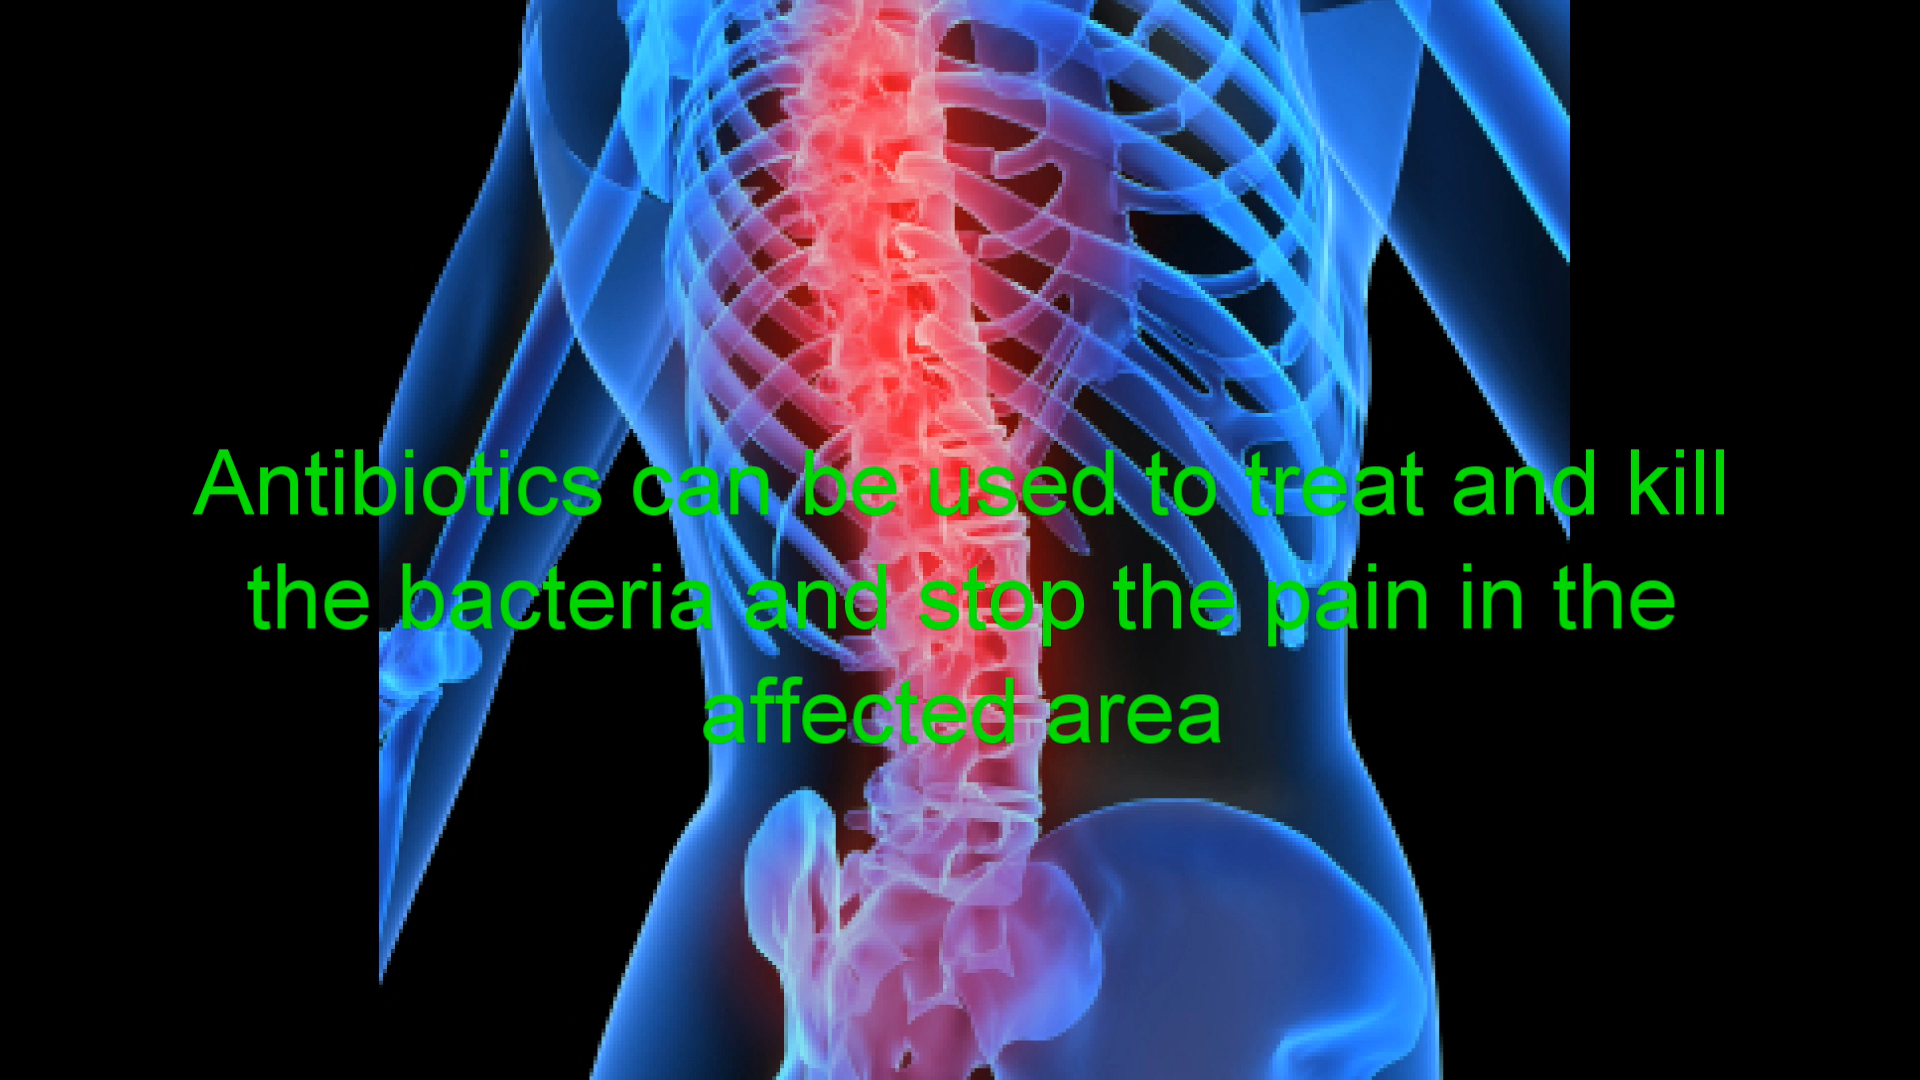 Antibiotics can be used to treat and kill
the bacteria and stop the pain in the
affected area